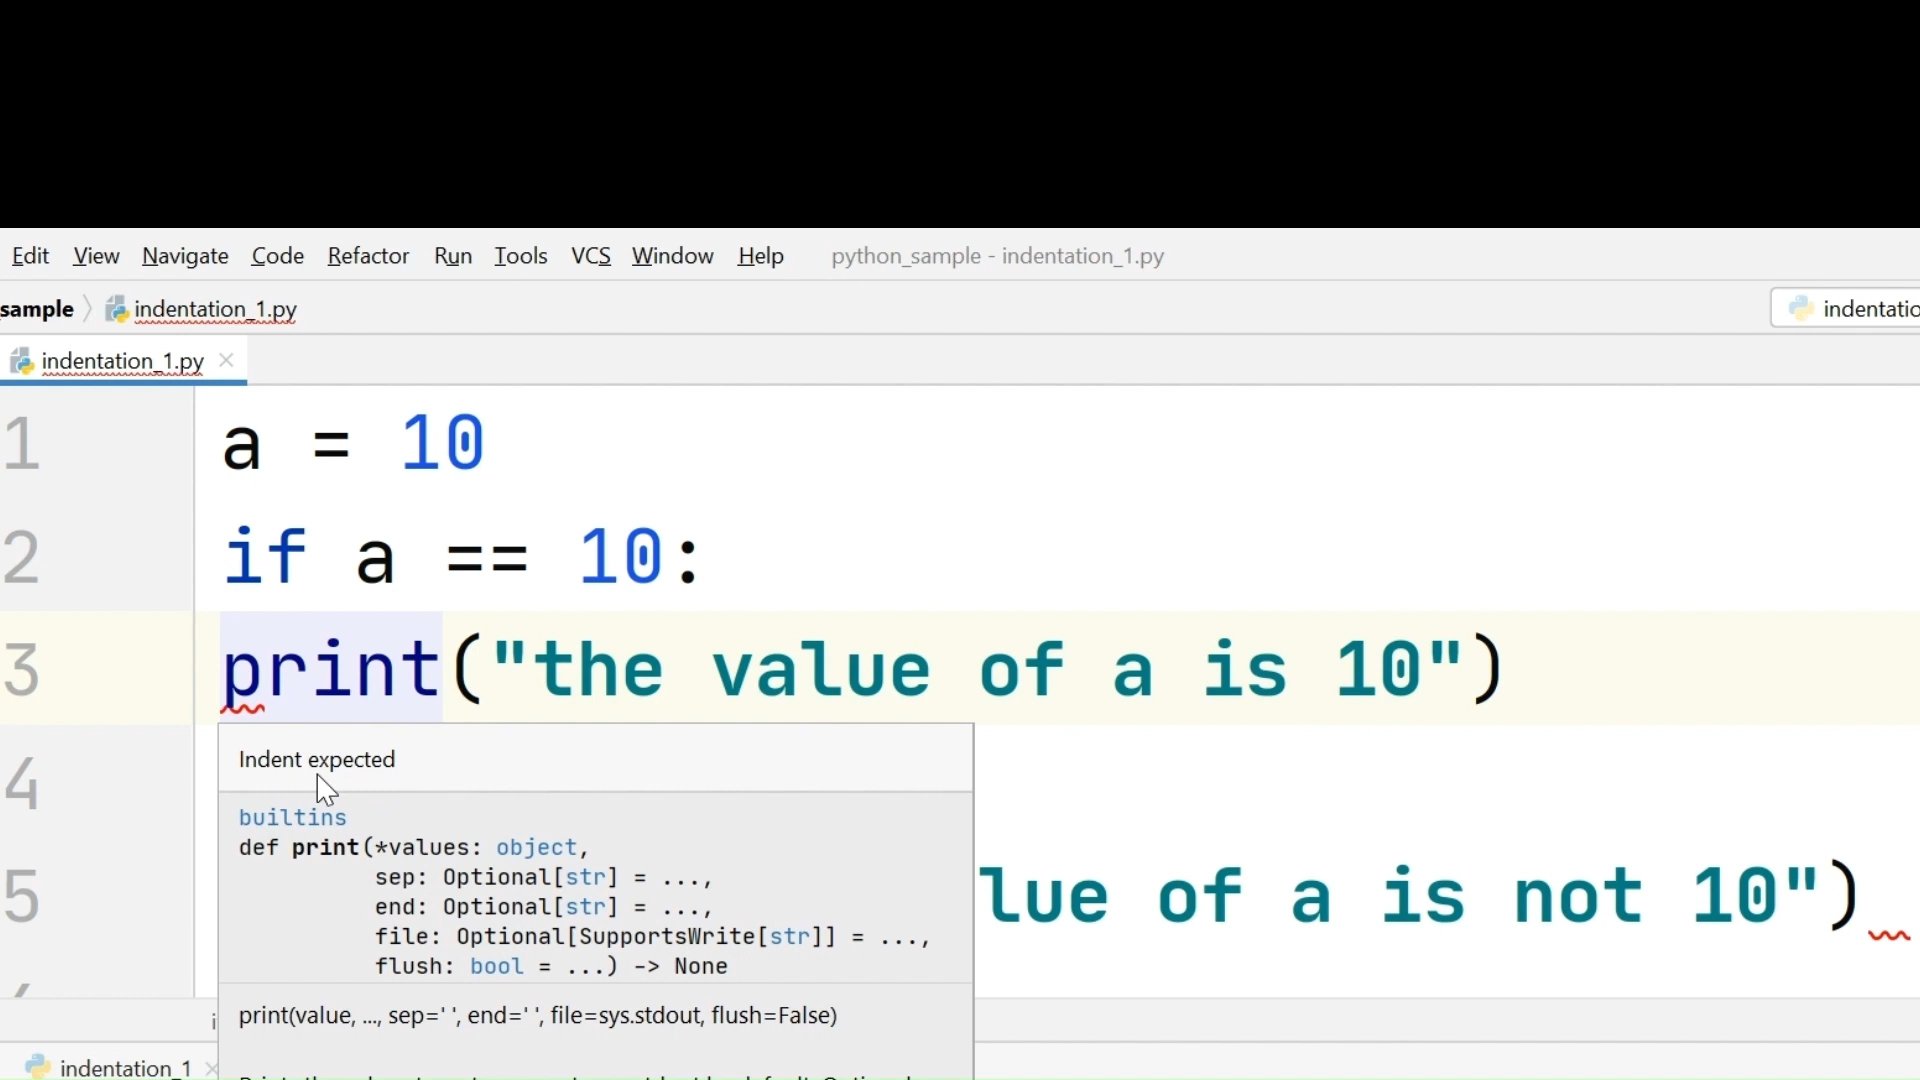 Edit View Navigate Code Refactor Run Tools VCS Window Help python_sample - indentation_1.py
sample indentation_1.py indentatio
indentation_1.py
1 a = 10
2 if a == 10:
3 print("the value of a is 10")
Indent expected
4
builtins
def print(*values: object,
5 lue of a is not 10")
sep: Optional[str] = ...,
end: Optional[str] = ...,
file: Optional[SupportsWrite[str]] = ...,
flush: bool = ...) -> None
print(value, ..., sep=' ', end=' ', file=sys.stdout, flush=False)
indentation_1